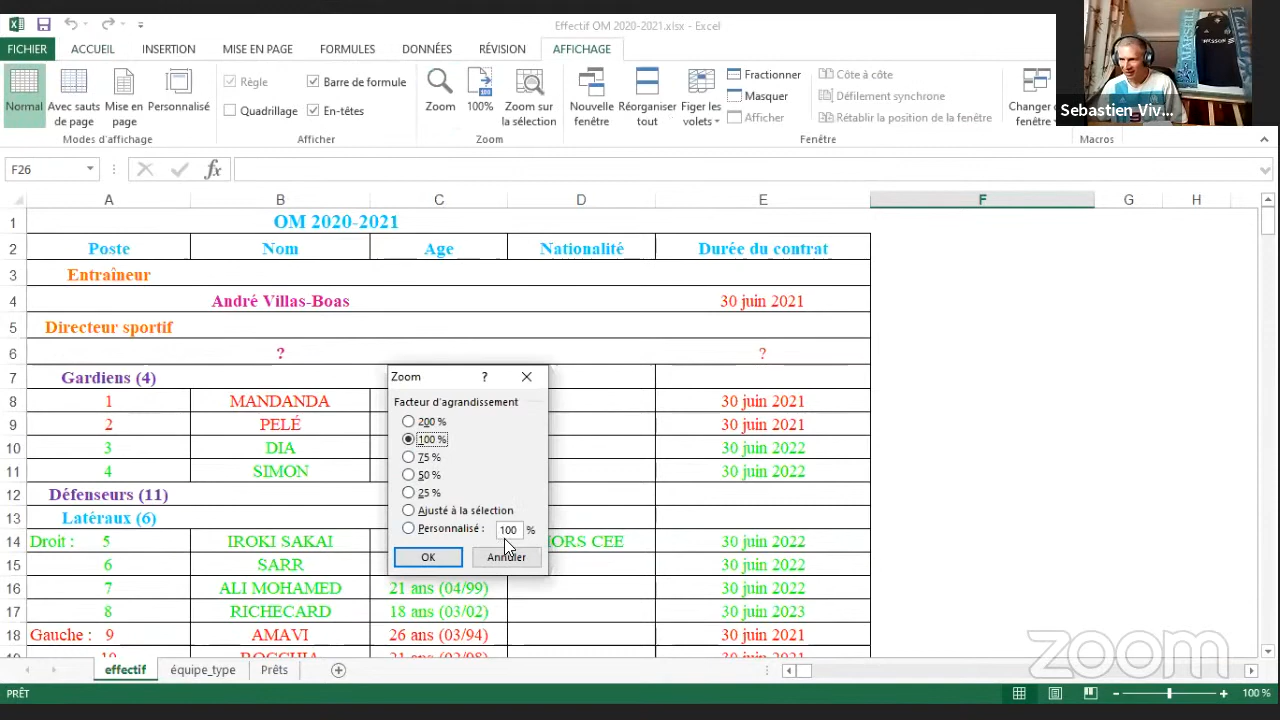 Effectif OM 2020-2021.xlsx - Excel
FICHIER ACCUEIL INSERTION MISE EN PAGE FORMULES DONNÉES RÉVISION AFFICHAGE
Normal Avec sauts de page Mise en page Personnalisé
Modes d'affichage
Règle Barre de formule
Quadrillage En-têtes
Afficher
Zoom 100% Zoom sur la sélection
Zoom
Nouvelle fenêtre Réorganiser tout Figer les volets
Fractionner
Masquer
Afficher
Côte à côte
Défilement synchrone
Rétablir la position de la fenêtre
Fenêtre
Changer de fenêtre
Macros
MARSEILL
Sebastien Viv...
F26
fx
A B C D E F G H
1 OM 2020-2021
2 Poste Nom Age Nationalité Durée du contrat
3 Entraîneur
4 André Villas-Boas 30 juin 2021
5 Directeur sportif
6 ? ?
7 Gardiens (4)
8 1 MANDANDA 30 juin 2021
9 2 PELÉ 30 juin 2021
10 3 DIA 30 juin 2022
11 4 SIMON 30 juin 2022
12 Défenseurs (11)
13 Latéraux (6)
14 Droit : 5 IROKI SAKAI HORS CEE 30 juin 2022
15 6 SARR 30 juin 2022
16 7 ALI MOHAMED 21 ans (04/99) 30 juin 2022
17 8 RICHECARD 18 ans (03/02) 30 juin 2023
18 Gauche : 9 AMAVI 26 ans (03/94) 30 juin 2021
Zoom ?
Facteur d'agrandissement
200 %
100 %
75 %
50 %
25 %
Ajusté à la sélection
Personnalisé : 100 %
OK Annuler
zoom
effectif équipe_type Prêts
PRÊT 100 %